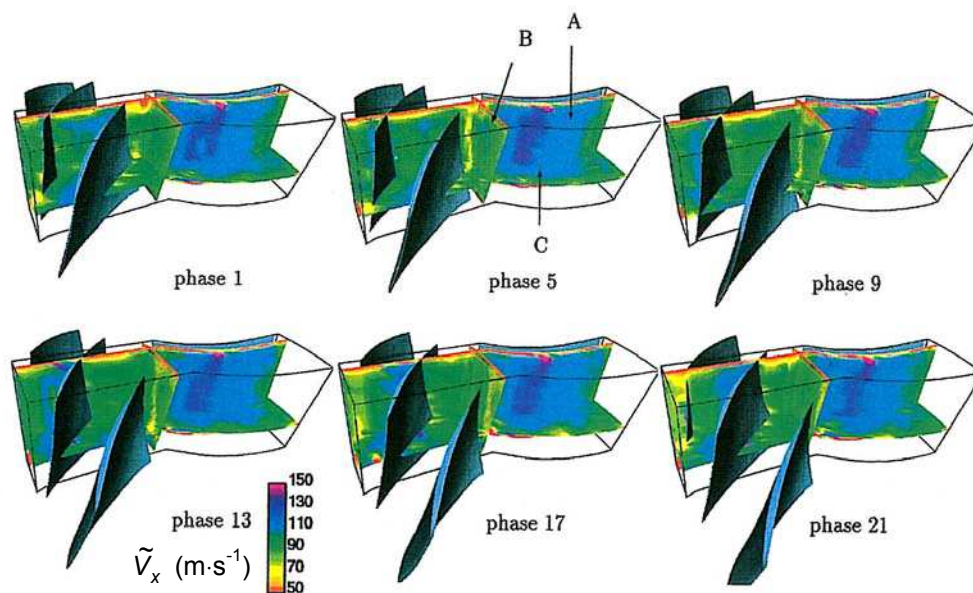 A
B
C
phase 1
phase 5
phase 9
phase 13
phase 17
phase 21
150
130
110
90
70
50
Ṽx (m·s⁻¹)